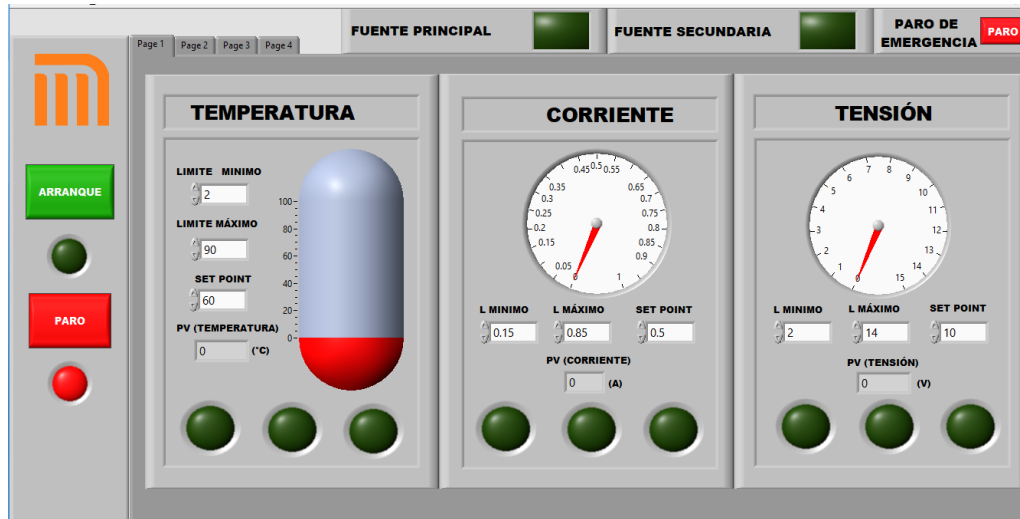 FUENTE PRINCIPAL
FUENTE SECUNDARIA
PARO DE
EMERGENCIA
PARO
Page 1
Page 2
Page 3
Page 4
ARRANQUE
PARO
TEMPERATURA
LIMITE MINIMO
2
LIMITE MÁXIMO
90
SET POINT
60
PV (TEMPERATURA)
0 (°C)
100
80
60
40
20
0
CORRIENTE
0
0.05
0.15
0.2
0.25
0.3
0.35
0.45
0.5
0.55
0.65
0.7
0.75
0.8
0.85
0.9
1
L MINIMO
L MÁXIMO
SET POINT
0.15
0.85
0.5
PV (CORRIENTE)
0 (A)
TENSIÓN
0
1
2
3
4
5
6
7
8
9
10
11
12
13
14
15
L MINIMO
L MÁXIMO
SET POINT
2
14
10
PV (TENSIÓN)
0 (V)